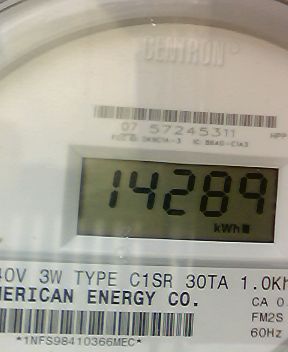 CENTRON
07 57245311
14289
kWh
40V 3W TYPE C1SR 30TA 1.0Kh
MERICAN ENERGY CO. CA 0.
FM2S
60Hz
*1NFS98410366MEC*